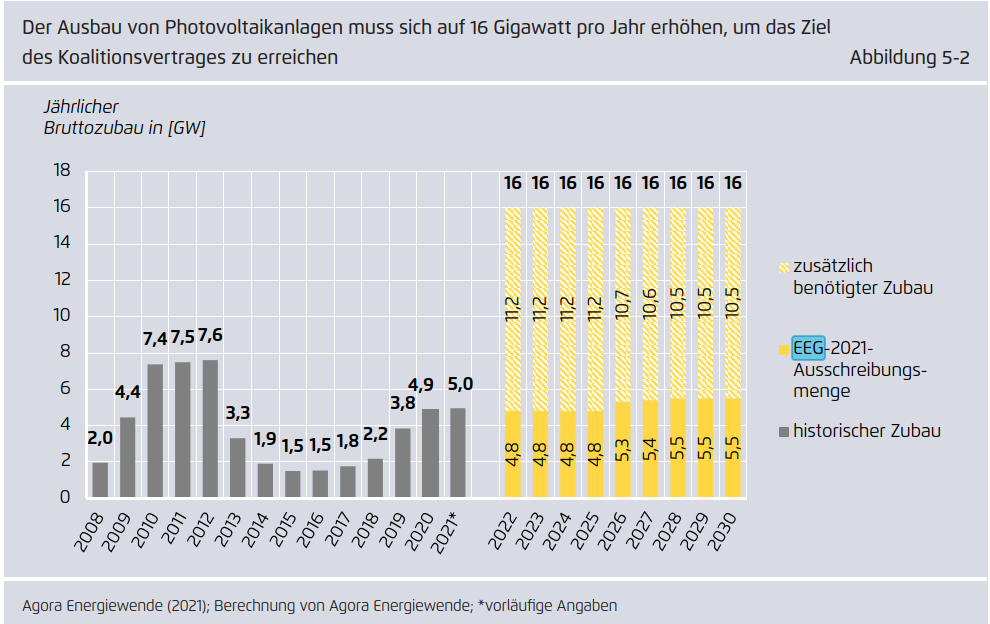 Der Ausbau von Photovoltaikanlagen muss sich auf 16 Gigawatt pro Jahr erhöhen, um das Ziel
des Koalitionsvertrages zu erreichen Abbildung 5-2
Jährlicher
Bruttozubau in [GW]
18
16
14
12
10
8
6
4
2
0
2,0
4,4
7,4
7,5
7,6
3,3
1,9
1,5
1,5
1,8
2,2
3,8
4,9
5,0
16 16 16 16 16 16 16 16 16
11,2 11,2 11,2 11,2 10,7 10,6 10,5 10,5 10,5
4,8 4,8 4,8 4,8 5,3 5,4 5,5 5,5 5,5
2008 2009 2010 2011 2012 2013 2014 2015 2016 2017 2018 2019 2020 2021* 2022 2023 2024 2025 2026 2027 2028 2029 2030
zusätzlich
benötigter Zubau
EEG-2021-
Ausschreibungs-
menge
historischer Zubau
Agora Energiewende (2021); Berechnung von Agora Energiewende; *vorläufige Angaben